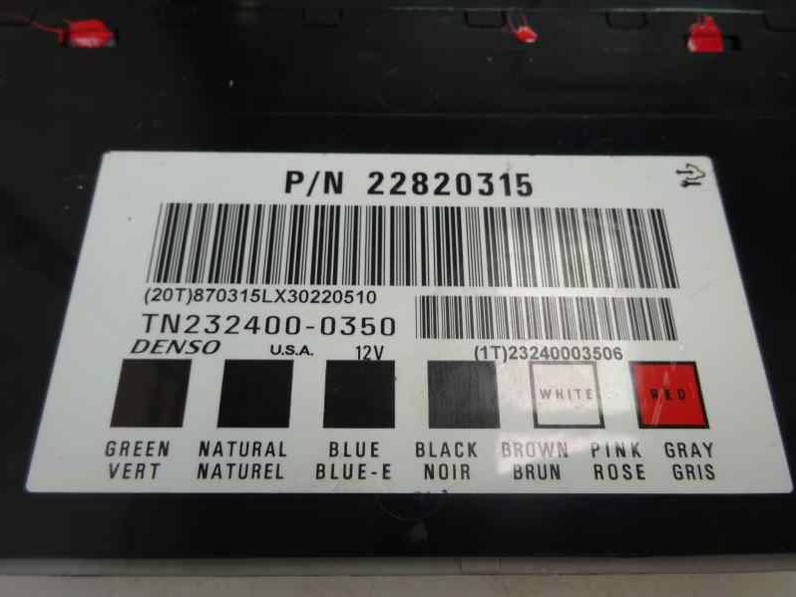 P/N 22820315
(20T)870315LX30220510
TN232400-0350
DENSO U.S.A. 12V
(1T)23240003506
WHITE RED
GREEN NATURAL BLUE BLACK BROWN PINK GRAY
VERT NATUREL BLUE-E NOIR BRUN ROSE GRIS